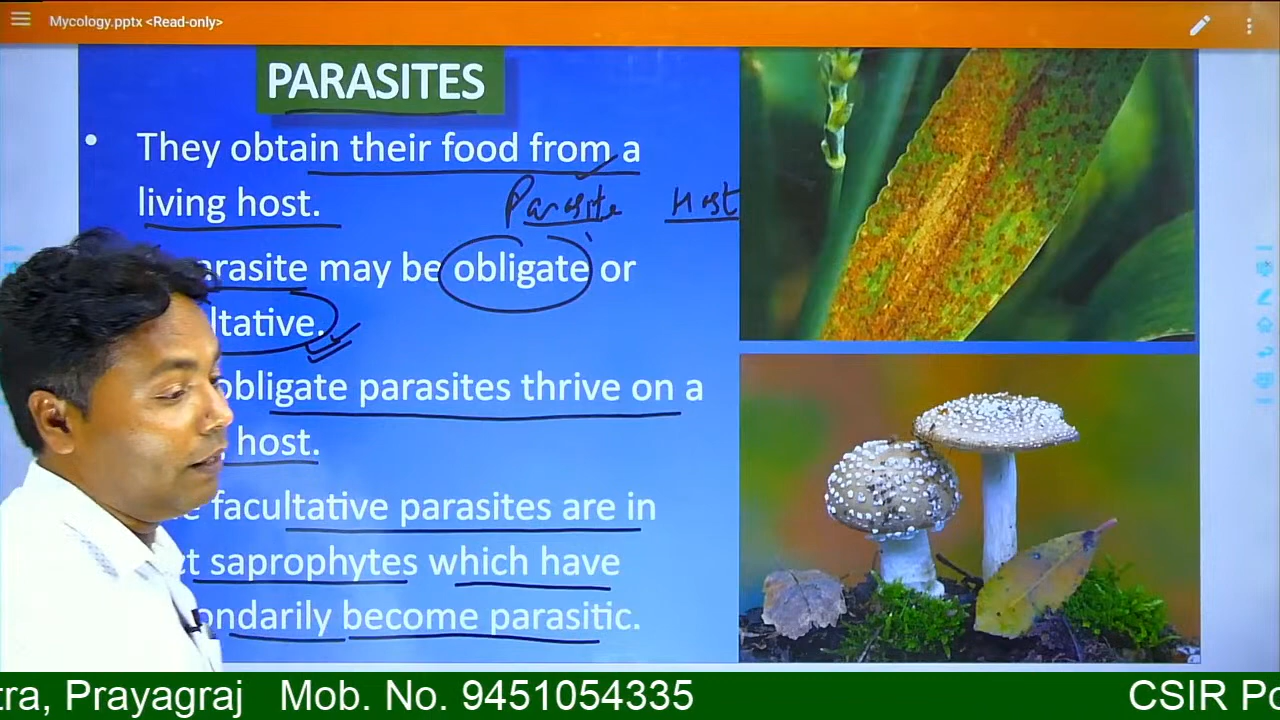 Mycology.pptx <Read-only>
PARASITES
• They obtain their food from a
living host.
Parasite Host
arasite may be obligate or
ltative.
obligate parasites thrive on a
host.
facultative parasites are in
t saprophytes which have
ondarily become parasitic.
tra, Prayagraj Mob. No. 9451054335 CSIR Po